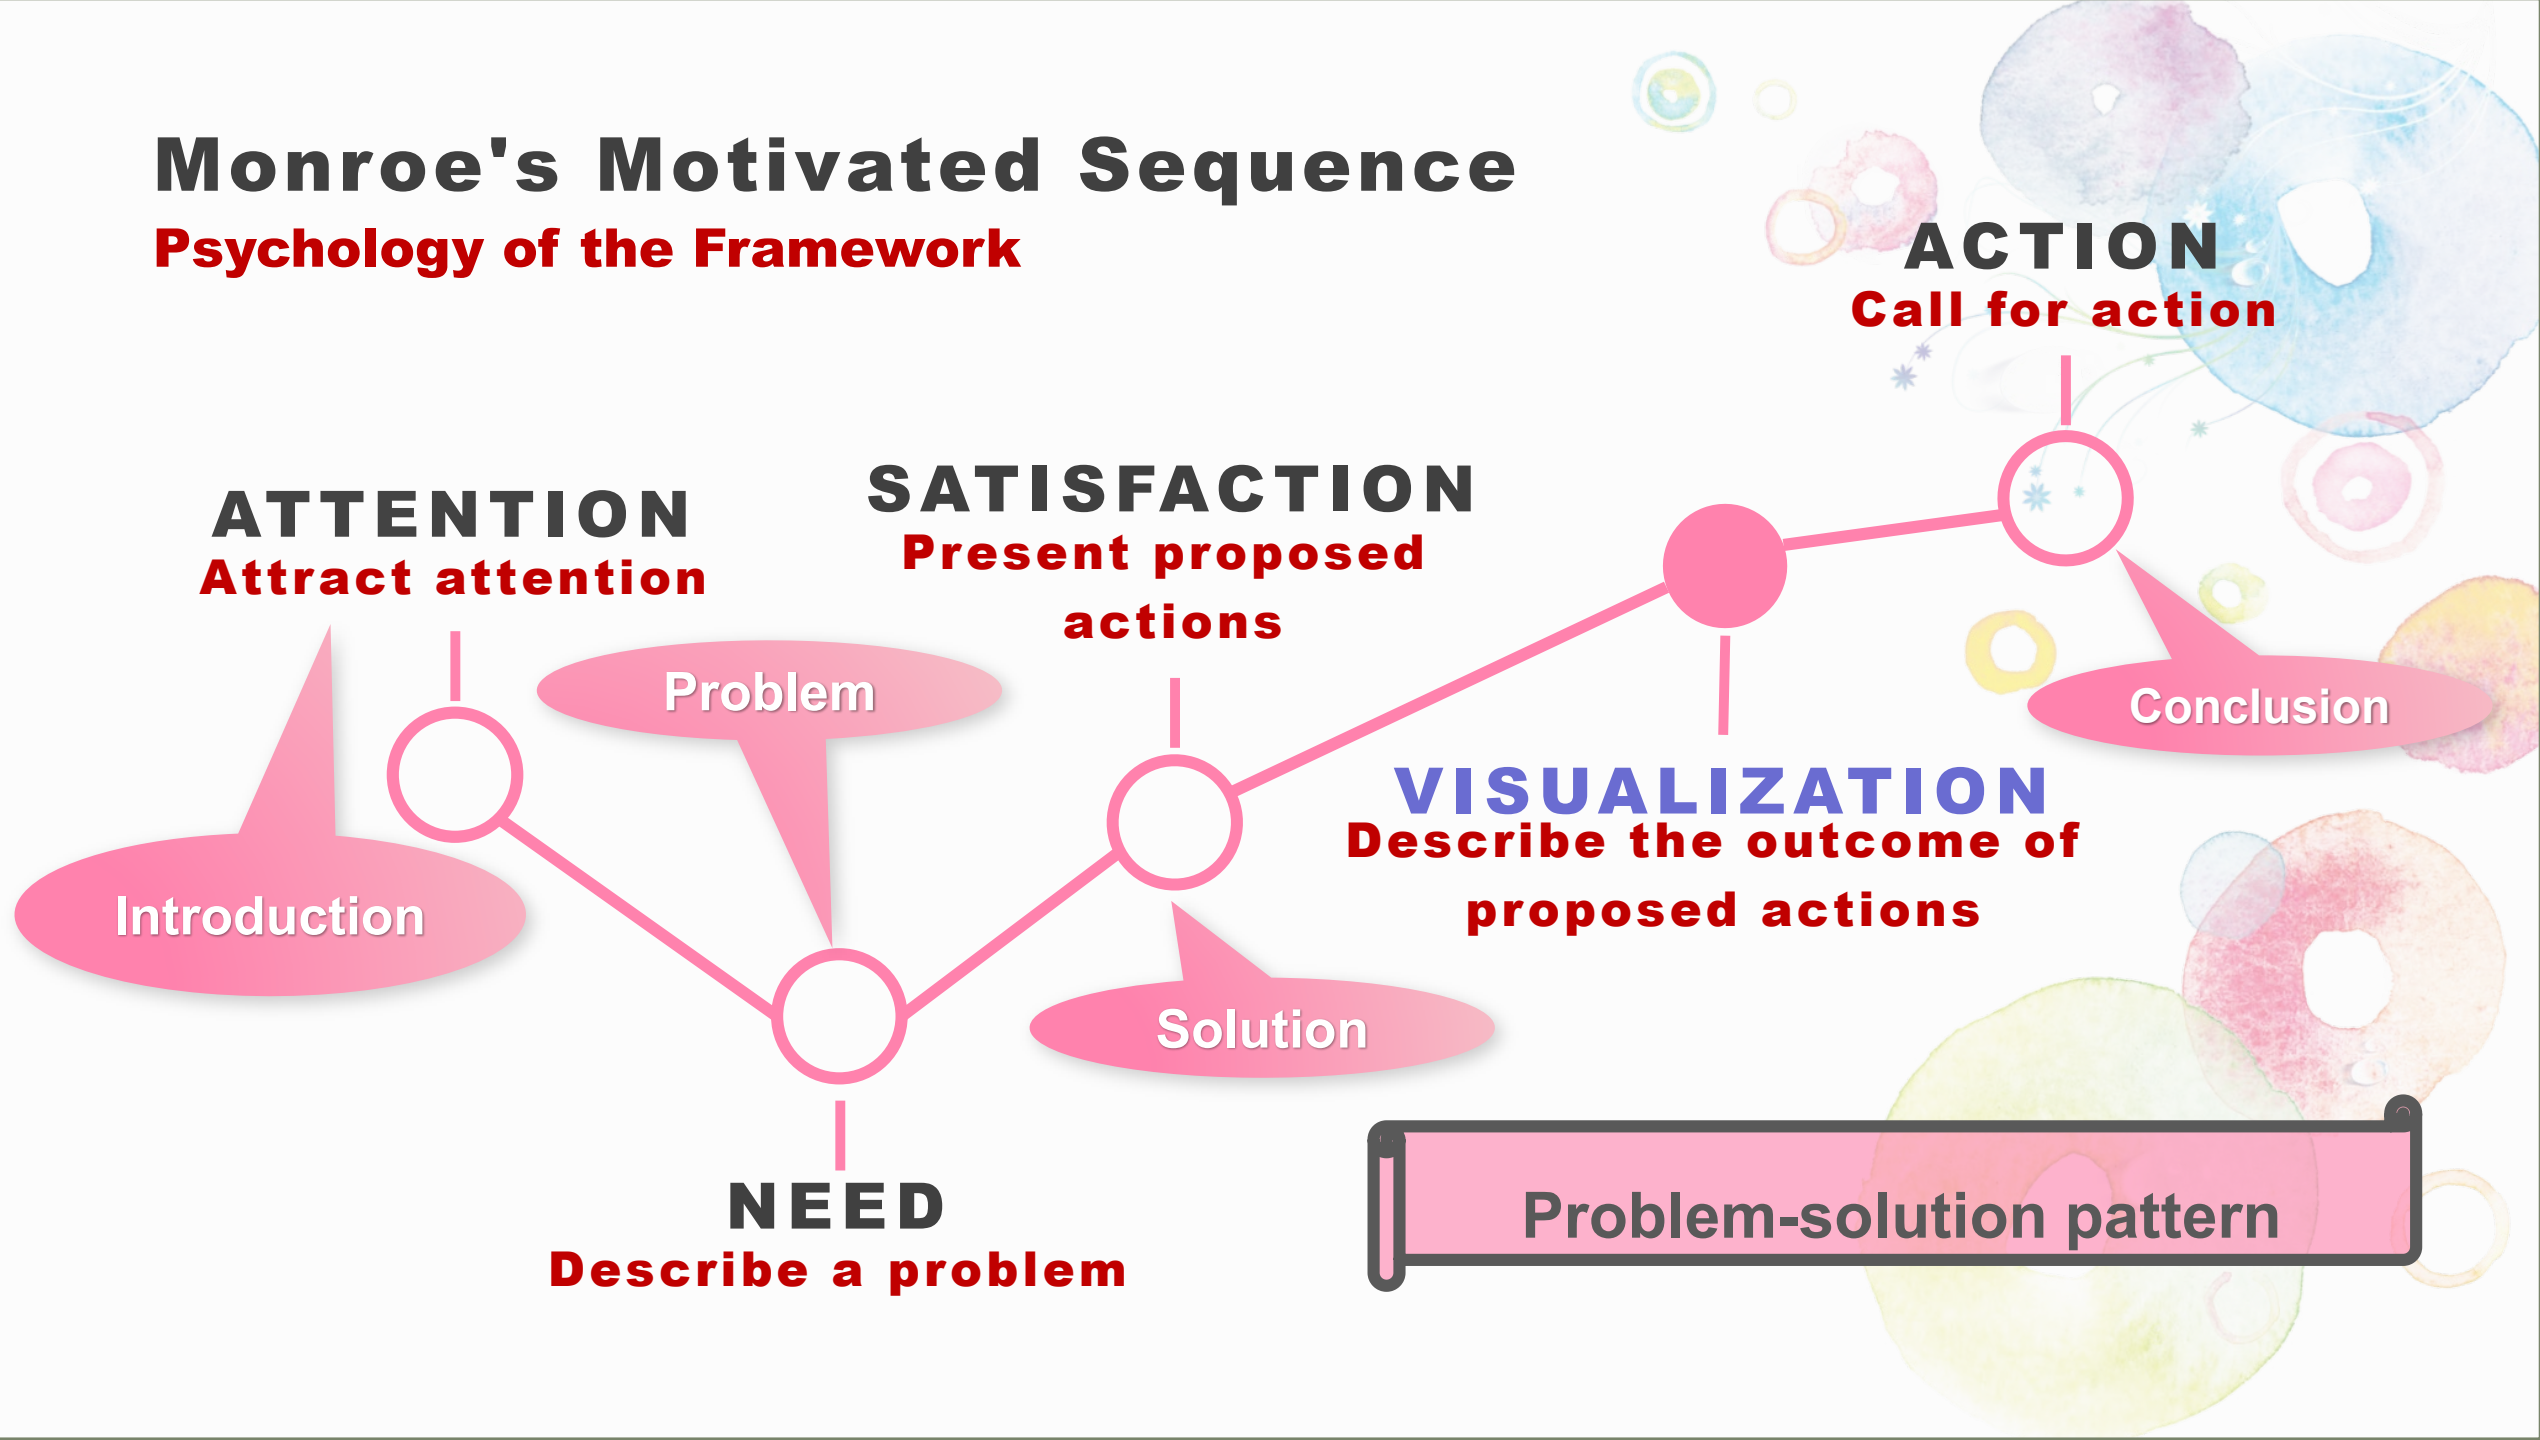 Monroe's Motivated Sequence
Psychology of the Framework
ACTION
Call for action
ATTENTION
Attract attention
SATISFACTION
Present proposed
actions
Problem
Conclusion
VISUALIZATION
Describe the outcome of
proposed actions
Introduction
Solution
NEED
Describe a problem
Problem-solution pattern